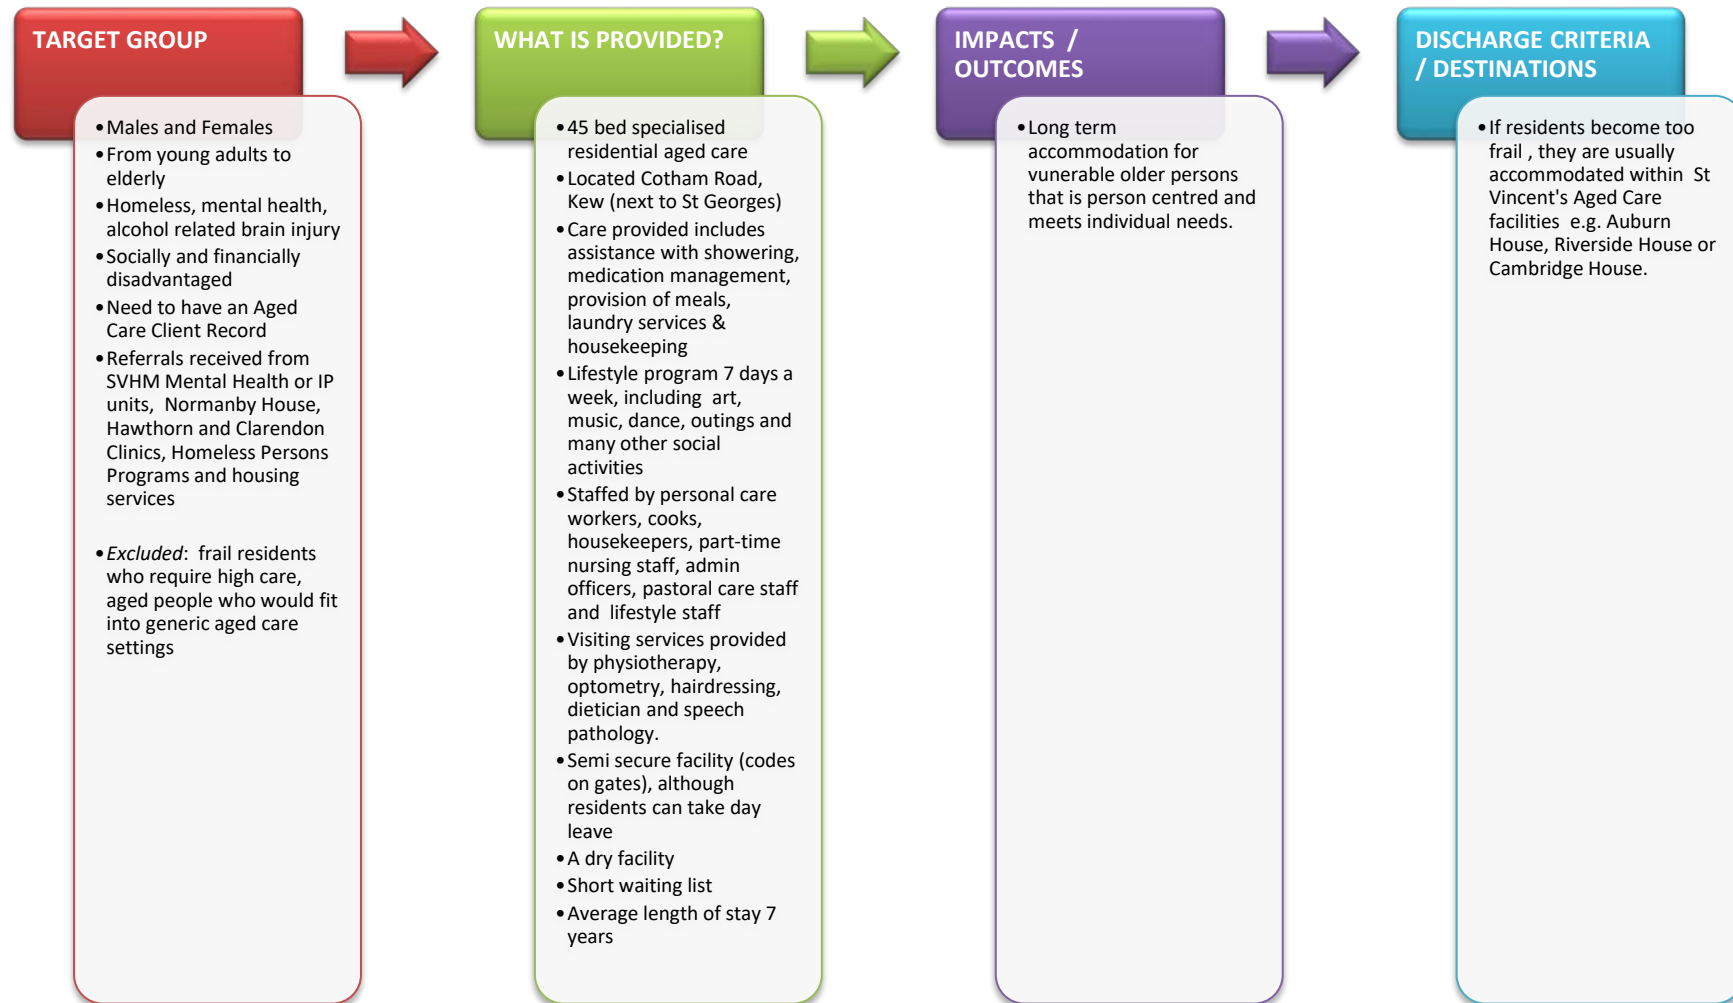 TARGET GROUP
•Males and Females
•From young adults to
elderly
•Homeless, mental health,
alcohol related brain injury
•Socially and financially
disadvantaged
•Need to have an Aged
Care Client Record
•Referrals received from
SVHM Mental Health or IP
units,  Normanby House,
Hawthorn and Clarendon
Clinics, Homeless Persons
Programs and housing
services
•Excluded:  frail residents
who require high care,
aged people who would fit
into generic aged care
settings
WHAT IS PROVIDED?
•45 bed specialised
residential aged care
•Located Cotham Road,
Kew (next to St Georges)
•Care provided includes
assistance with showering,
medication management,
provision of meals,
laundry services &
housekeeping
•Lifestyle program 7 days a
week, including  art,
music, dance, outings and
many other social
activities
•Staffed by personal care
workers, cooks,
housekeepers, part-time
nursing staff, admin
officers, pastoral care staff
and  lifestyle staff
•Visiting services provided
by physiotherapy,
optometry, hairdressing,
dietician and speech
pathology.
•Semi secure facility (codes
on gates), although
residents can take day
leave
•A dry facility
•Short waiting list
•Average length of stay 7
years
IMPACTS  /
OUTCOMES
•Long term
accommodation for
vunerable older persons
that is person centred and
meets individual needs.
DISCHARGE CRITERIA
/ DESTINATIONS
•If residents become too
frail , they are usually
accommodated within  St
Vincent's Aged Care
facilities  e.g. Auburn
House, Riverside House or
Cambridge House.